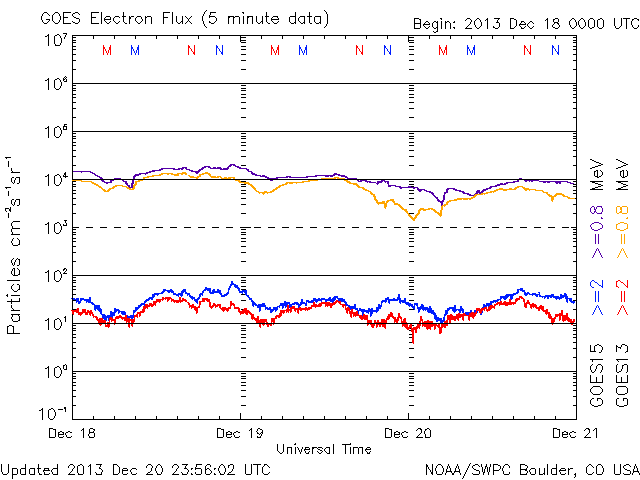 GOES Electron Flux (5 minute data)
Begin: 2013 Dec 18 0000 UTC
10⁷
M M N N M M N N M M N N
10⁶
10⁵
10⁴
10³
10²
10¹
10⁰
10⁻¹
Particles cm⁻²s⁻¹sr⁻¹
GOES15 >=2 >=0.8 MeV
GOES13 >=2 >=0.8 MeV
Dec 18 Dec 19 Dec 20 Dec 21
Universal Time
Updated 2013 Dec 20 23:56:02 UTC
NOAA/SWPC Boulder, CO USA